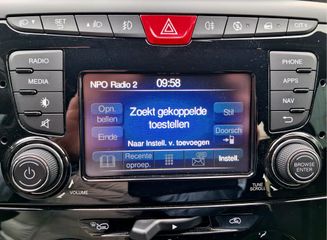 SET
CITY
RADIO
MEDIA
PHONE
APPS
NAV
NPO Radio 2
09:58
Opn.
bellen
Zoekt gekoppelde
toestellen
Stil
Einde
Doorsch
Naar Instell. v. toevoegen
Recente
oproep.
Instell.
VOLUME
BROWSE
ENTER
TUNE
SCROLL